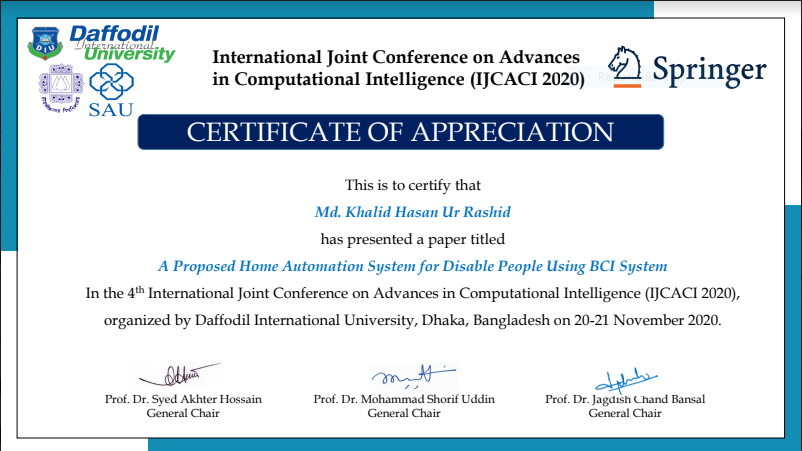 Daffodil
International
University
DIU
SAU
International Joint Conference on Advances
in Computational Intelligence (IJCACI 2020)
Springer
CERTIFICATE OF APPRECIATION
This is to certify that
Md. Khalid Hasan Ur Rashid
has presented a paper titled
A Proposed Home Automation System for Disable People Using BCI System
In the 4th International Joint Conference on Advances in Computational Intelligence (IJCACI 2020),
organized by Daffodil International University, Dhaka, Bangladesh on 20-21 November 2020.
Prof. Dr. Syed Akhter Hossain
General Chair
Prof. Dr. Mohammad Shorif Uddin
General Chair
Prof. Dr. Jagdish Chand Bansal
General Chair